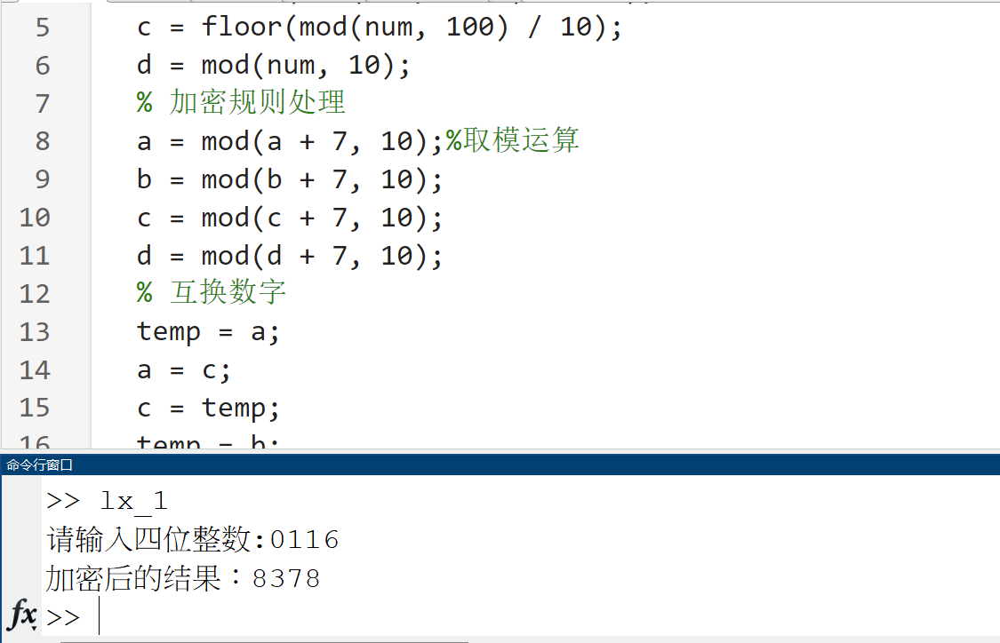 5 c = floor(mod(num, 100) / 10);
6 d = mod(num, 10);
7 % 加密规则处理
8 a = mod(a + 7, 10);%取模运算
9 b = mod(b + 7, 10);
10 c = mod(c + 7, 10);
11 d = mod(d + 7, 10);
12 % 互换数字
13 temp = a;
14 a = c;
15 c = temp;
16 temp = b;
命令行窗口
>> lx_1
请输入四位整数:0116
加密后的结果：8378
fx >>